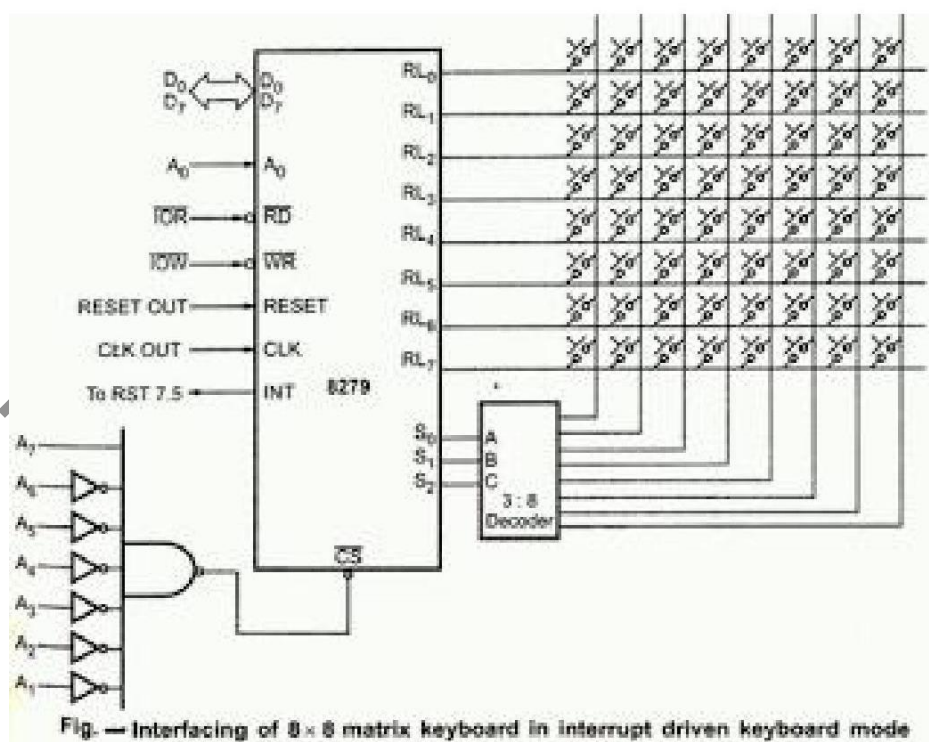 D0 D0 RL0
D7 D7
RL1
A0 A0 RL2
IOR RD RL3
RL4
IOW WR
RL5
RESET OUT RESET
RL6
CLK OUT CLK
RL7
To RST 7.5 INT 8279
A7 S0 A
S1 B
A6 S2 C
3 : 8
A5 Decoder
A4 CS
A3
A2
A1
Fig. — Interfacing of 8 × 8 matrix keyboard in interrupt driven keyboard mode